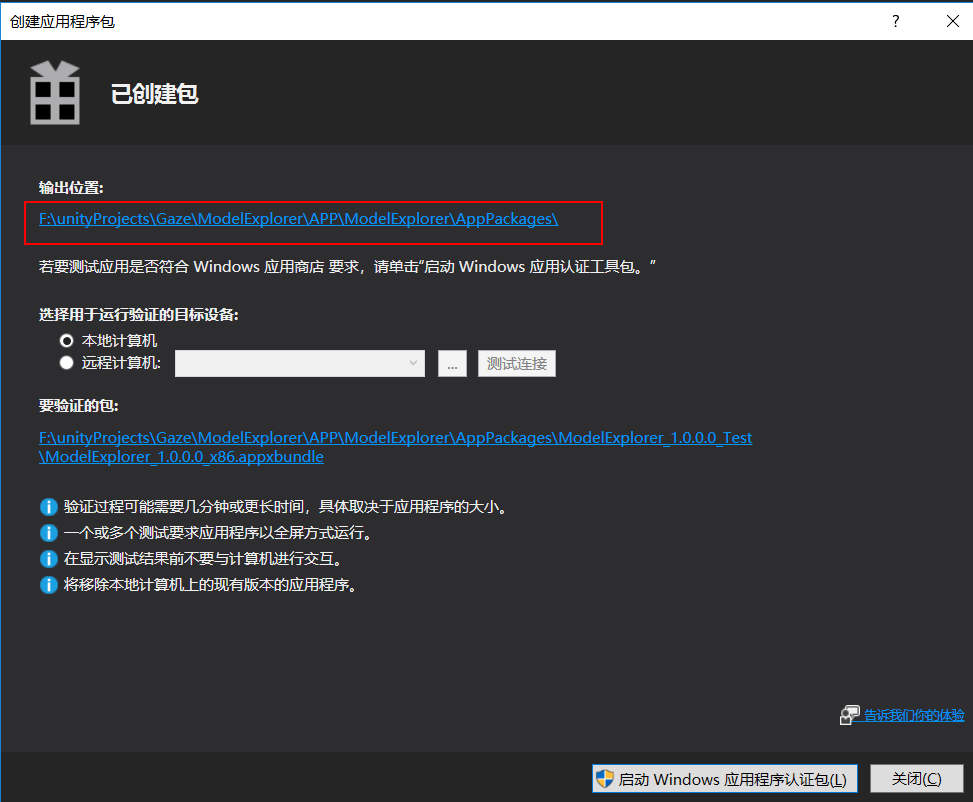 创建应用程序包
?
已创建包
输出位置:
F:\unityProjects\Gaze\ModelExplorer\APP\ModelExplorer\AppPackages\
若要测试应用是否符合 Windows 应用商店 要求，请单击“启动 Windows 应用认证工具包。”
选择用于运行验证的目标设备:
本地计算机
远程计算机:
...
测试连接
要验证的包:
F:\unityProjects\Gaze\ModelExplorer\APP\ModelExplorer\AppPackages\ModelExplorer_1.0.0.0_Test
\ModelExplorer_1.0.0.0_x86.appxbundle
验证过程可能需要几分钟或更长时间，具体取决于应用程序的大小。
一个或多个测试要求应用程序以全屏方式运行。
在显示测试结果前不要与计算机进行交互。
将移除本地计算机上的现有版本的应用程序。
告诉我们你的体验
启动 Windows 应用程序认证包(L)
关闭(C)